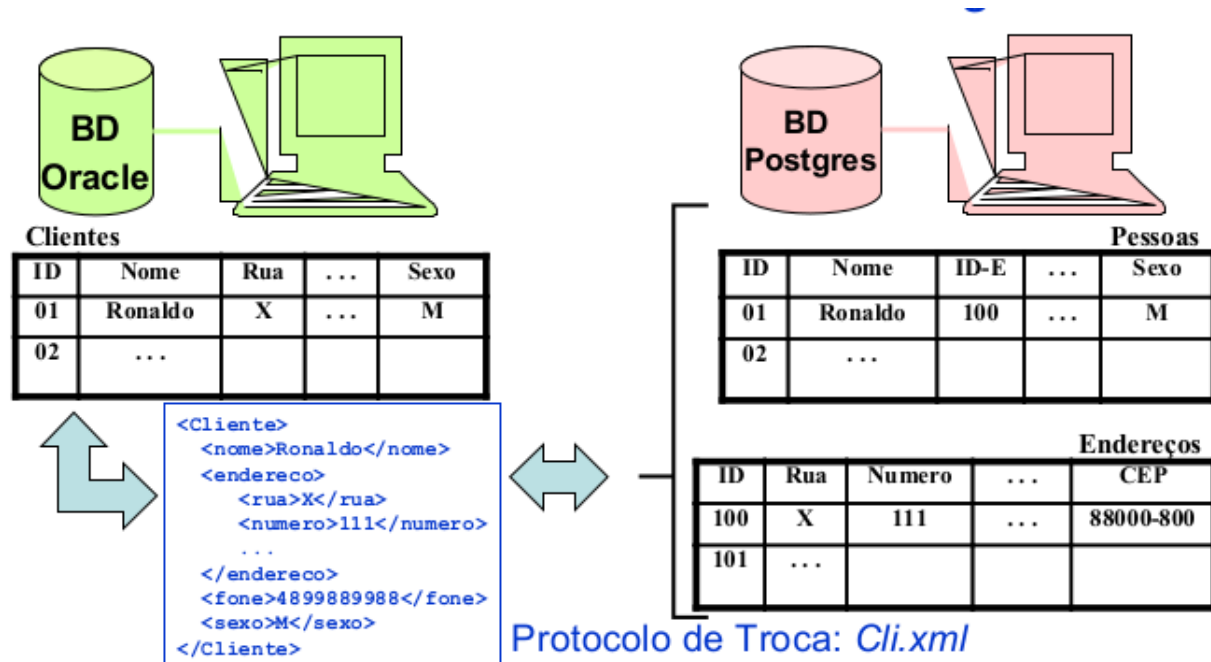 BD
Oracle
BD
Postgres
Clientes
ID Nome Rua ... Sexo
01 Ronaldo X ... M
02 ...
Pessoas
ID Nome ID-E ... Sexo
01 Ronaldo 100 ... M
02 ...
<Cliente>
<nome>Ronaldo</nome>
<endereco>
<rua>X</rua>
<numero>111</numero>
...
</endereco>
<fone>4899889988</fone>
<sexo>M</sexo>
</Cliente>
Endereços
ID Rua Numero ... CEP
100 X 111 ... 88000-800
101 ...
Protocolo de Troca: Cli.xml